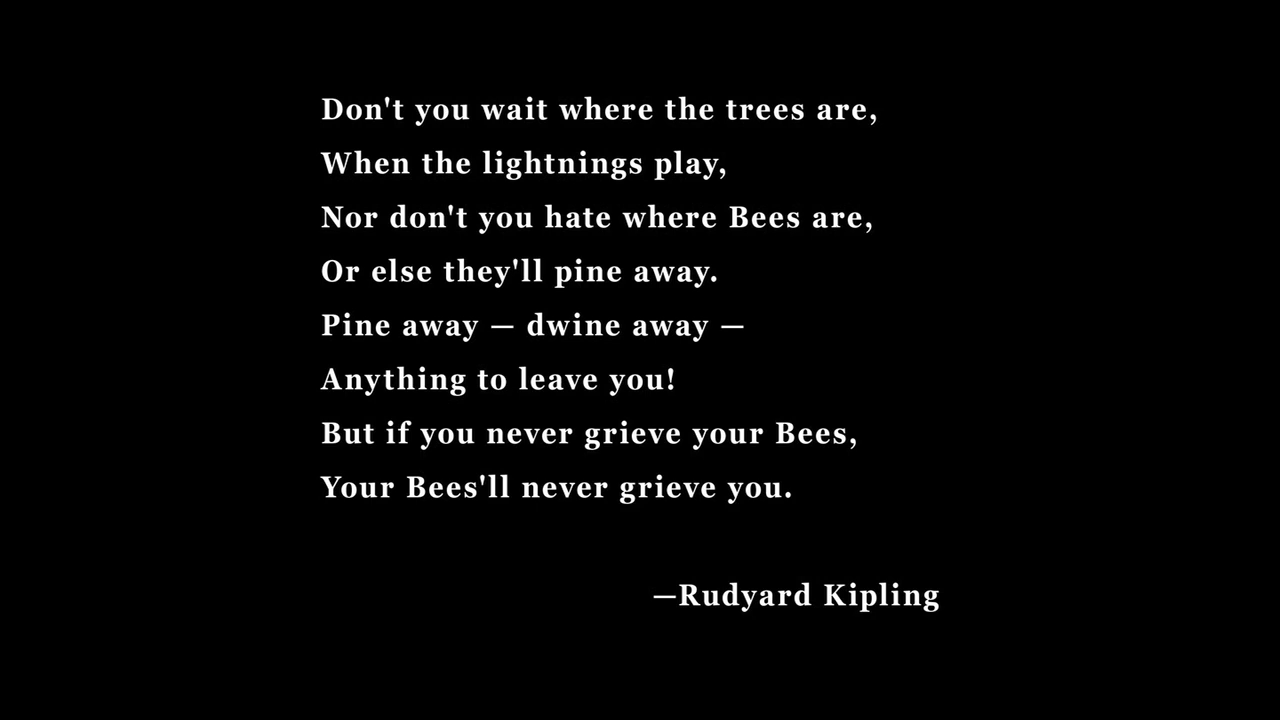 Don't you wait where the trees are,
When the lightnings play,
Nor don't you hate where Bees are,
Or else they'll pine away.
Pine away — dwine away —
Anything to leave you!
But if you never grieve your Bees,
Your Bees'll never grieve you.
—Rudyard Kipling